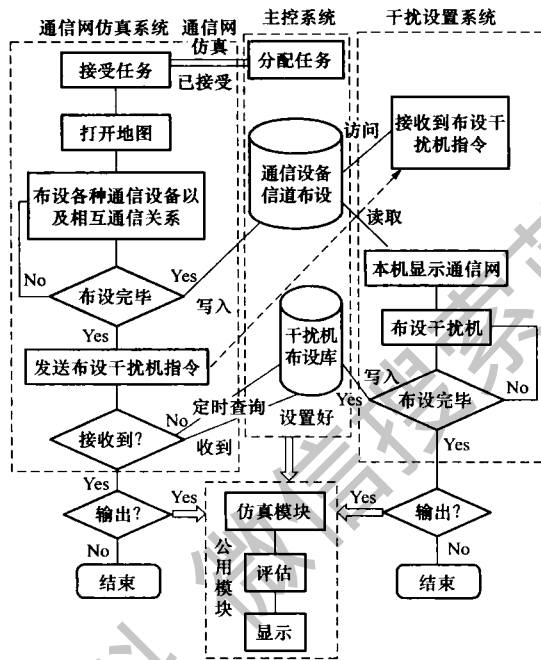 通信网仿真系统
通信网
仿真
主控系统
干扰设置系统
接受任务
已接受
分配任务
打开地图
访问
接收到布设干
扰机指令
通信设备
信道布设
布设各种通信设备以
及相互通信关系
读取
No
布设完毕
Yes
写入
本机显示通信网
Yes
干扰机
布设库
布设干扰机
发送布设干扰机指令
写入
No
定时查询
Yes
布设完毕
No
接收到?
收到
设置好
Yes
Yes
输出?
Yes
仿真模块
Yes
输出?
No
公用模块
评估
No
结束
显示
结束
微信搜索